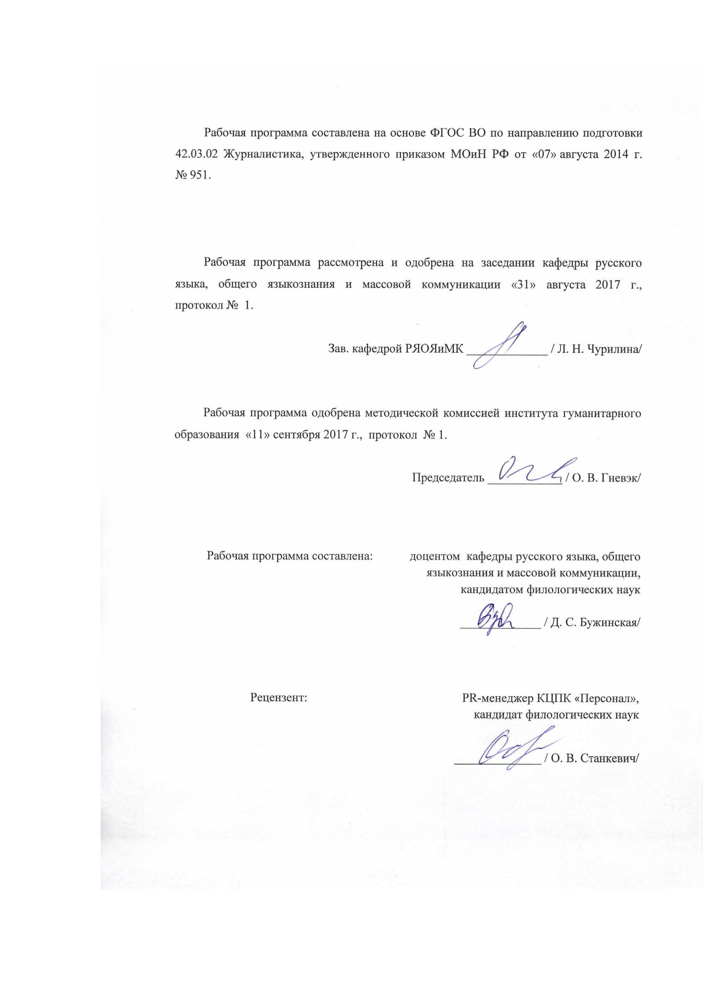 Рабочая программа составлена на основе ФГОС ВО по направлению подготовки
42.03.02 Журналистика, утвержденного приказом МОиН РФ от «07» августа 2014 г.
№ 951.
Рабочая программа рассмотрена и одобрена на заседании кафедры русского
языка, общего языкознания и массовой коммуникации «31» августа 2017 г.,
протокол № 1.
Зав. кафедрой РЯОЯиМК ______________ / Л. Н. Чурилина/
Рабочая программа одобрена методической комиссией института гуманитарного
образования «11» сентября 2017 г., протокол № 1.
Председатель _____________ / О. В. Гневэк/
Рабочая программа составлена: доцентом кафедры русского языка, общего
языкознания и массовой коммуникации,
кандидатом филологических наук
______________ / Д. С. Бужинская/
Рецензент: PR-менеджер КЦПК «Персонал»,
кандидат филологических наук
_______________ / О. В. Станкевич/